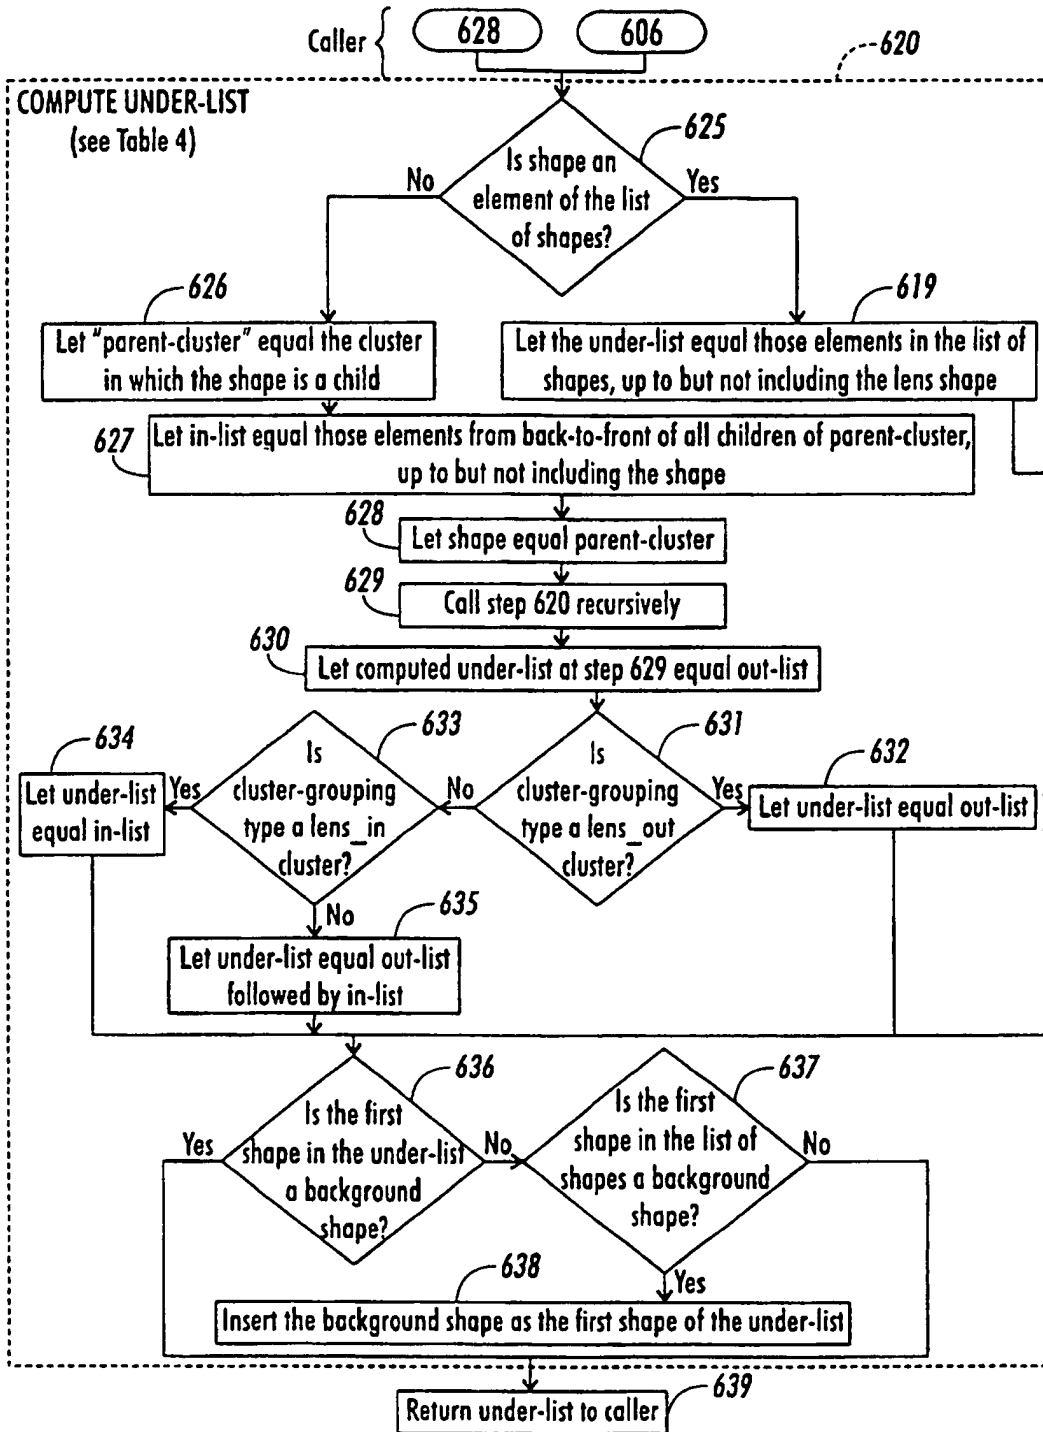 Caller
628
606
620
COMPUTE UNDER-LIST
(see Table 4)
625
Is shape an
element of the list
of shapes?
No
Yes
626
Let "parent-cluster" equal the cluster
in which the shape is a child
619
Let the under-list equal those elements in the list of
shapes, up to but not including the lens shape
627
Let in-list equal those elements from back-to-front of all children of parent-cluster,
up to but not including the shape
628
Let shape equal parent-cluster
629
Call step 620 recursively
630
Let computed under-list at step 629 equal out-list
631
Is
cluster-grouping
type a lens_out
cluster?
Yes
No
632
Let under-list equal out-list
633
Is
cluster-grouping
type a lens_in
cluster?
Yes
No
634
Let under-list
equal in-list
635
Let under-list equal out-list
followed by in-list
636
Is the first
shape in the under-list
a background
shape?
Yes
No
637
Is the first
shape in the list of
shapes a background
shape?
No
Yes
638
Insert the background shape as the first shape of the under-list
639
Return under-list to caller